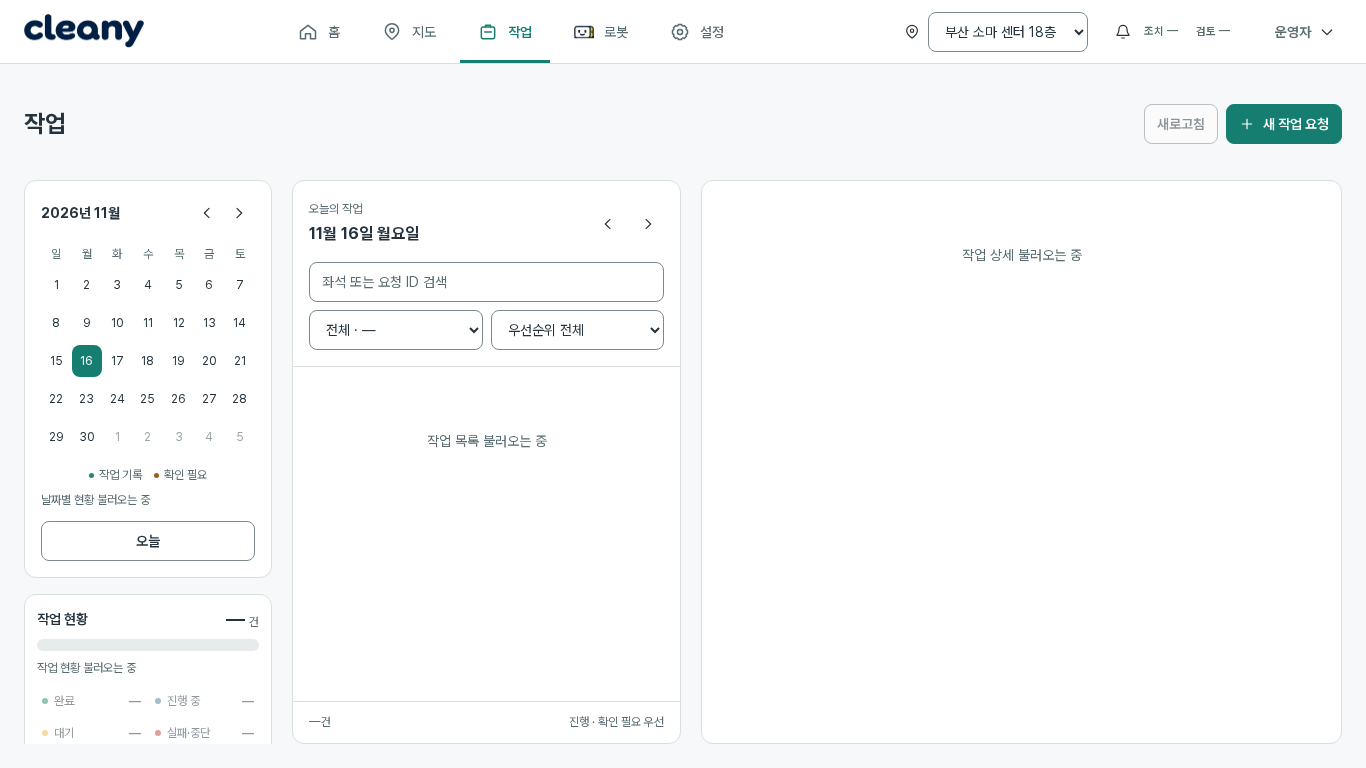 cleany 홈 지도 작업 로봇 설정 부산 소마 센터 18층 조치 — 검토 — 운영자
작업 새로고침 + 새 작업 요청
2026년 11월
일 월 화 수 목 금 토
1 2 3 4 5 6 7
8 9 10 11 12 13 14
15 16 17 18 19 20 21
22 23 24 25 26 27 28
29 30 1 2 3 4 5
작업 기록 확인 필요
날짜별 현황 불러오는 중
오늘
작업 현황 — 건
작업 현황 불러오는 중
완료 — 진행 중 —
대기 — 실패·중단 —
오늘의 작업
11월 16일 월요일
좌석 또는 요청 ID 검색
전체 · — 우선순위 전체
작업 목록 불러오는 중
—건 진행 · 확인 필요 우선
작업 상세 불러오는 중